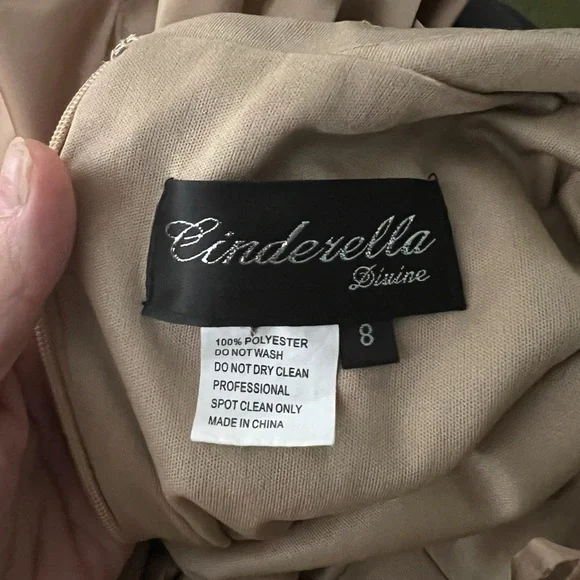 Cinderella
Divine
8
100% POLYESTER
DO NOT WASH
DO NOT DRY CLEAN
PROFESSIONAL
SPOT CLEAN ONLY
MADE IN CHINA